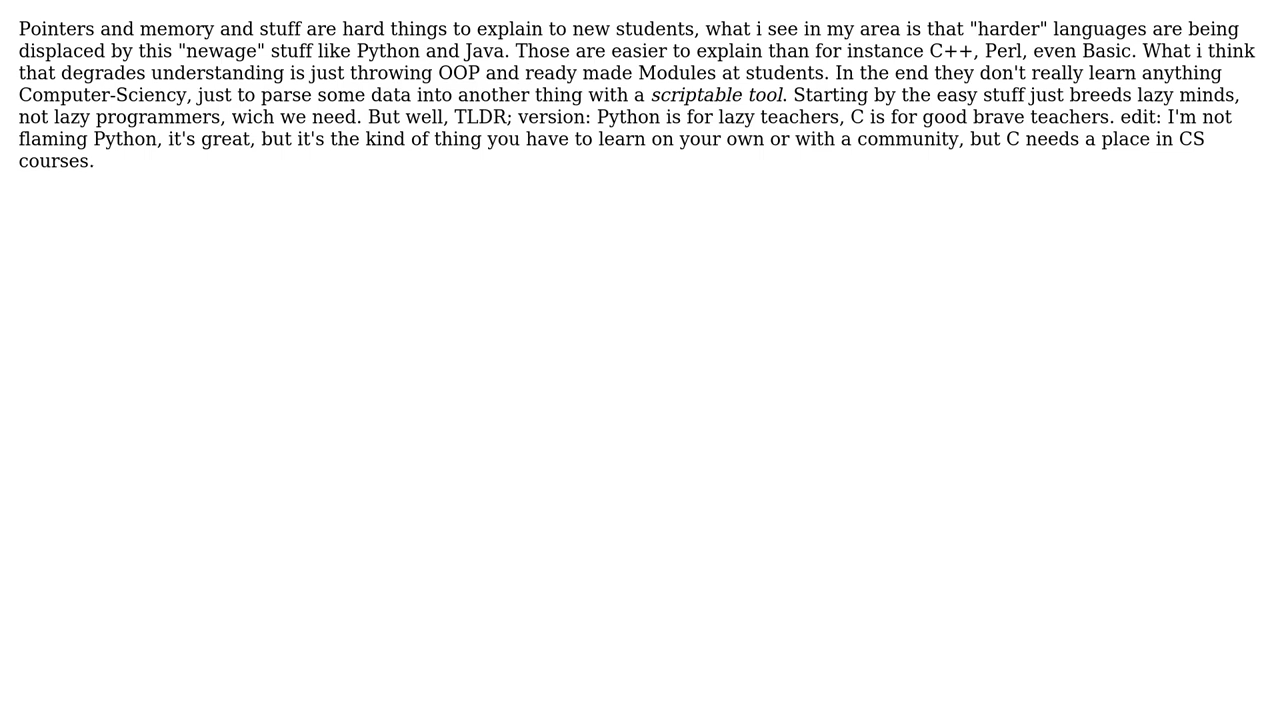 Pointers and memory and stuff are hard things to explain to new students, what i see in my area is that "harder" languages are being
displaced by this "newage" stuff like Python and Java. Those are easier to explain than for instance C++, Perl, even Basic. What i think
that degrades understanding is just throwing OOP and ready made Modules at students. In the end they don't really learn anything
Computer-Sciency, just to parse some data into another thing with a scriptable tool. Starting by the easy stuff just breeds lazy minds,
not lazy programmers, wich we need. But well, TLDR; version: Python is for lazy teachers, C is for good brave teachers. edit: I'm not
flaming Python, it's great, but it's the kind of thing you have to learn on your own or with a community, but C needs a place in CS
courses.